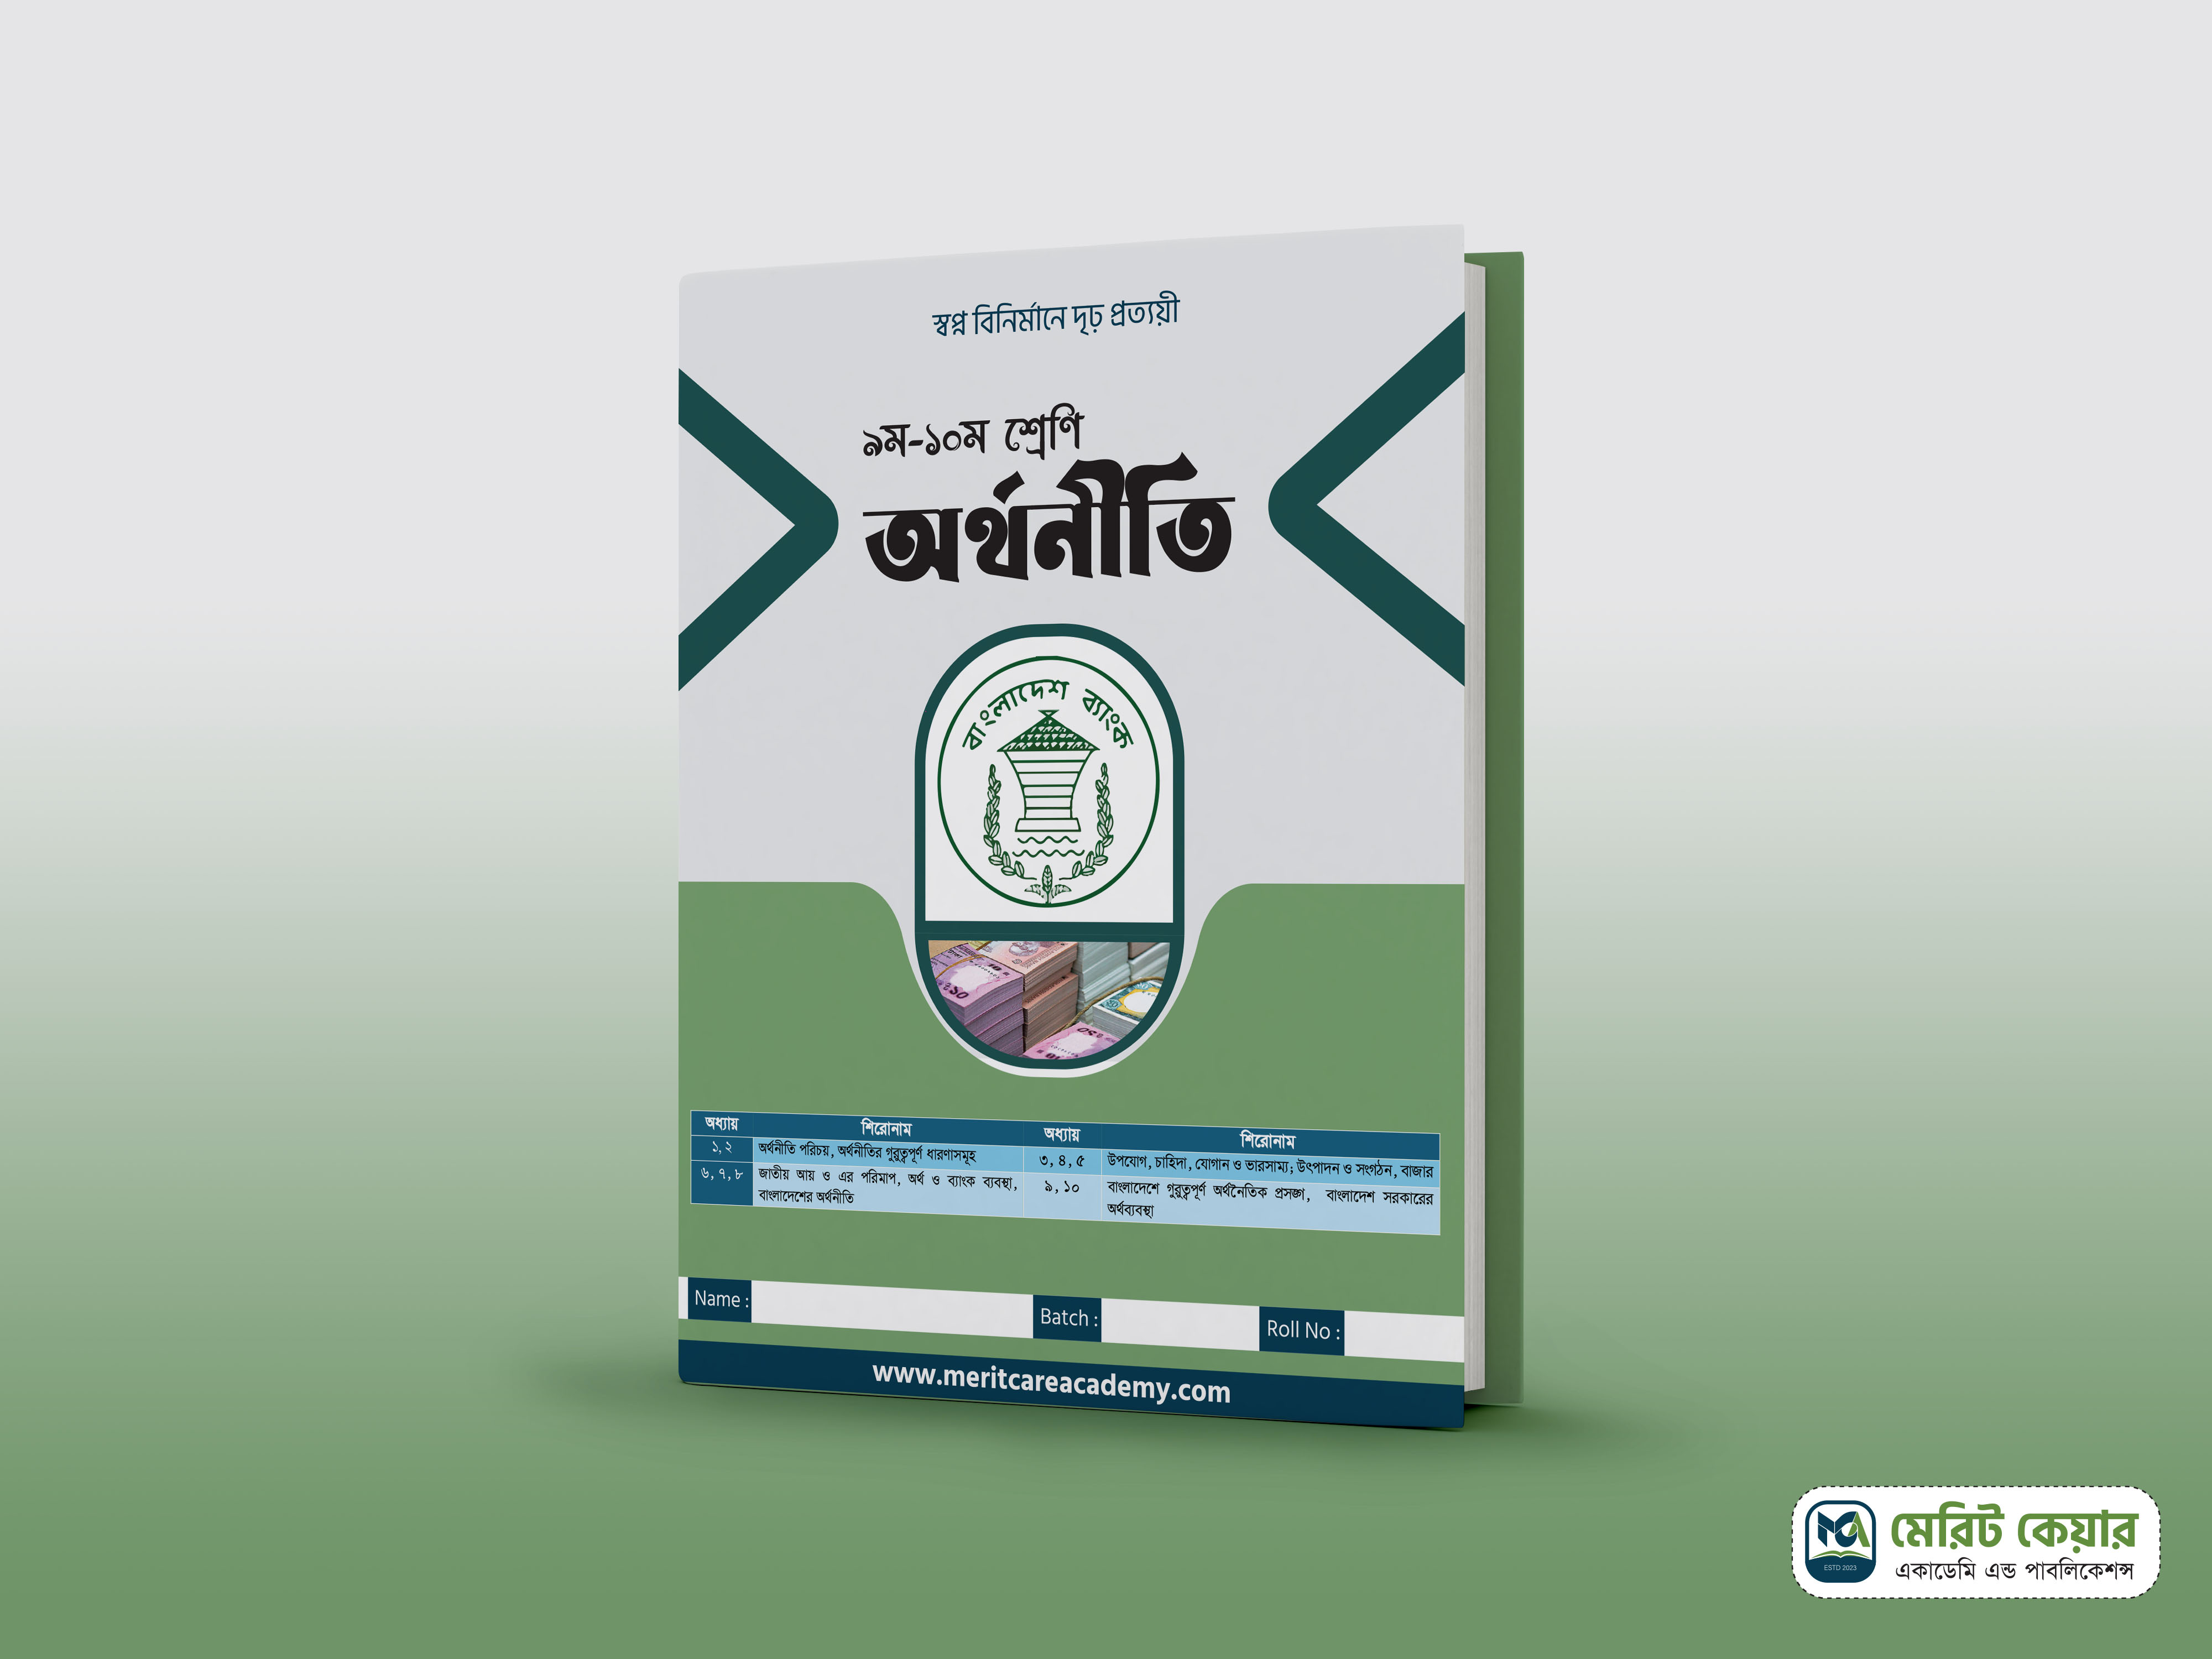 স্বপ্ন বিনির্মানে দৃঢ় প্রত্যয়ী
৯ম-১০ম শ্রেণি
অর্থনীতি
বাংলাদেশ ব্যাংক
অধ্যায় শিরোনাম অধ্যায় শিরোনাম
১, ২ অর্থনীতি পরিচয়, অর্থনীতির গুরুত্বপূর্ণ ধারণাসমূহ ৩, ৪, ৫ উপযোগ, চাহিদা, যোগান ও ভারসাম্য; উৎপাদন ও সংগঠন, বাজার
৬, ৭, ৮ জাতীয় আয় ও এর পরিমাপ, অর্থ ও ব্যাংক ব্যবস্থা, ৯, ১০ বাংলাদেশে গুরুত্বপূর্ণ অর্থনৈতিক প্রসঙ্গ, বাংলাদেশ সরকারের
বাংলাদেশের অর্থনীতি অর্থব্যবস্থা
Name : Batch : Roll No :
www.meritcareacademy.com
MCA
ESTD 2023
মেরিট কেয়ার
একাডেমি এন্ড পাবলিকেশন্স